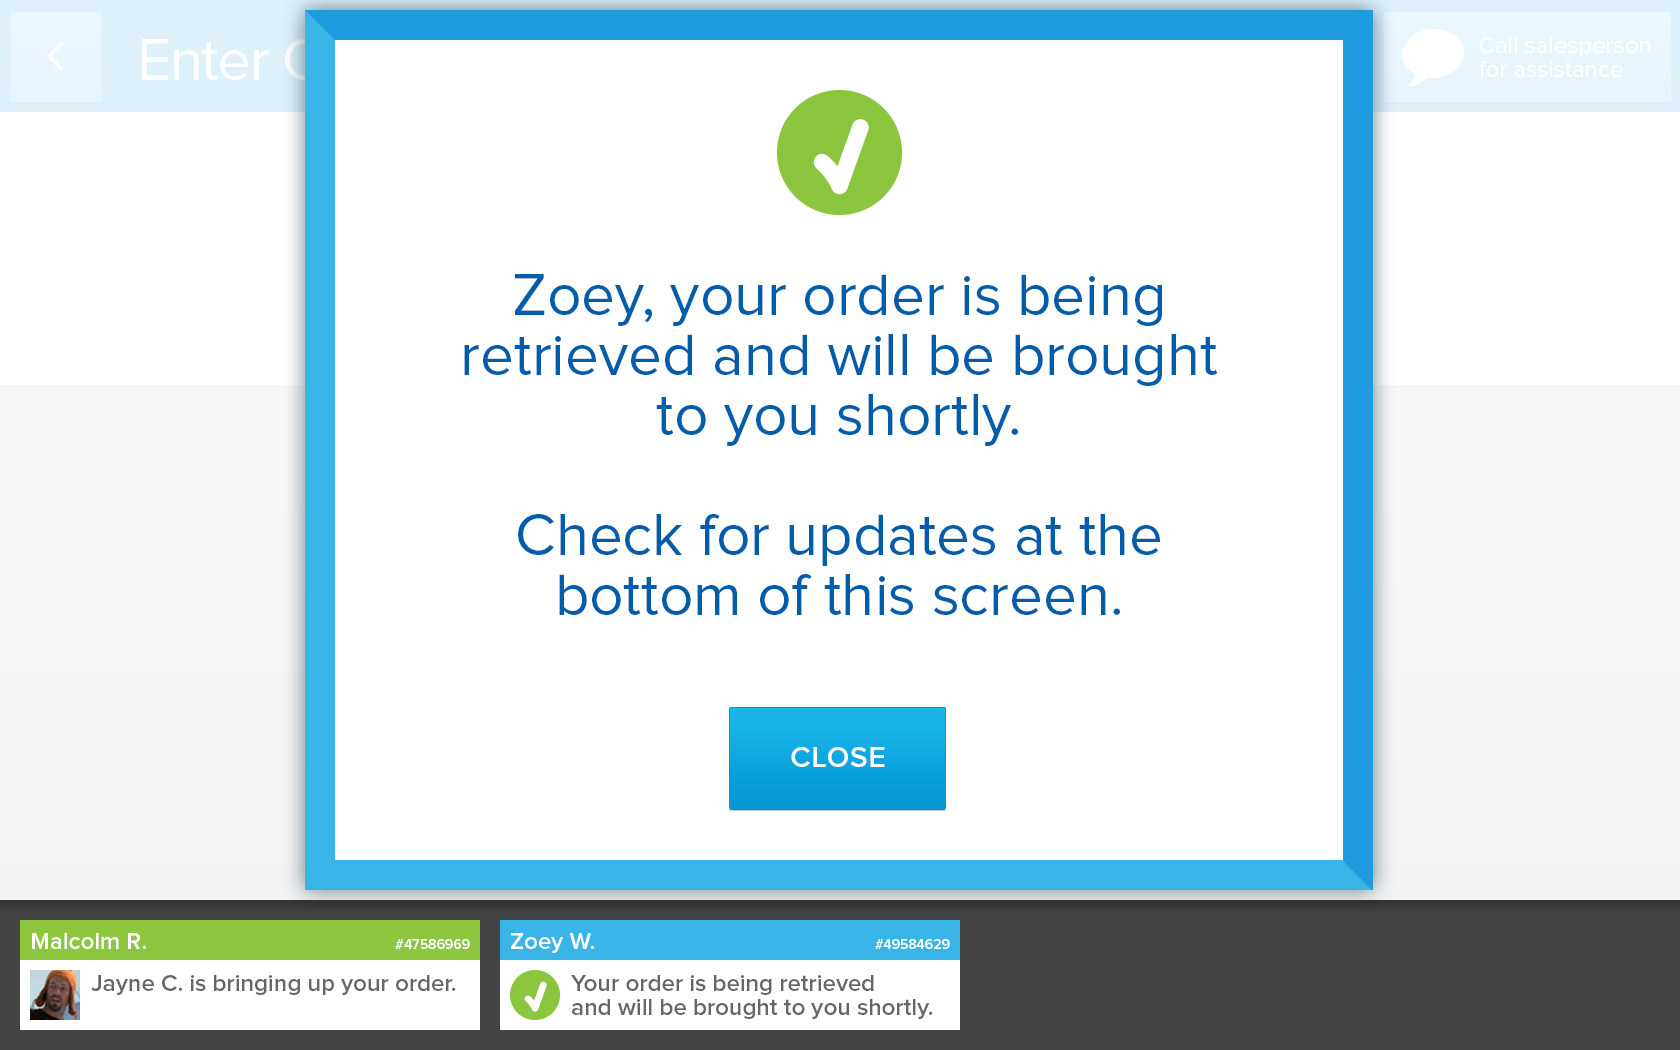 Enter
Call salesperson
for assistance
Zoey, your order is being
retrieved and will be brought
to you shortly.
Check for updates at the
bottom of this screen.
CLOSE
Malcolm R.
#47586969
Jayne C. is bringing up your order.
Zoey W.
#49584629
Your order is being retrieved
and will be brought to you shortly.